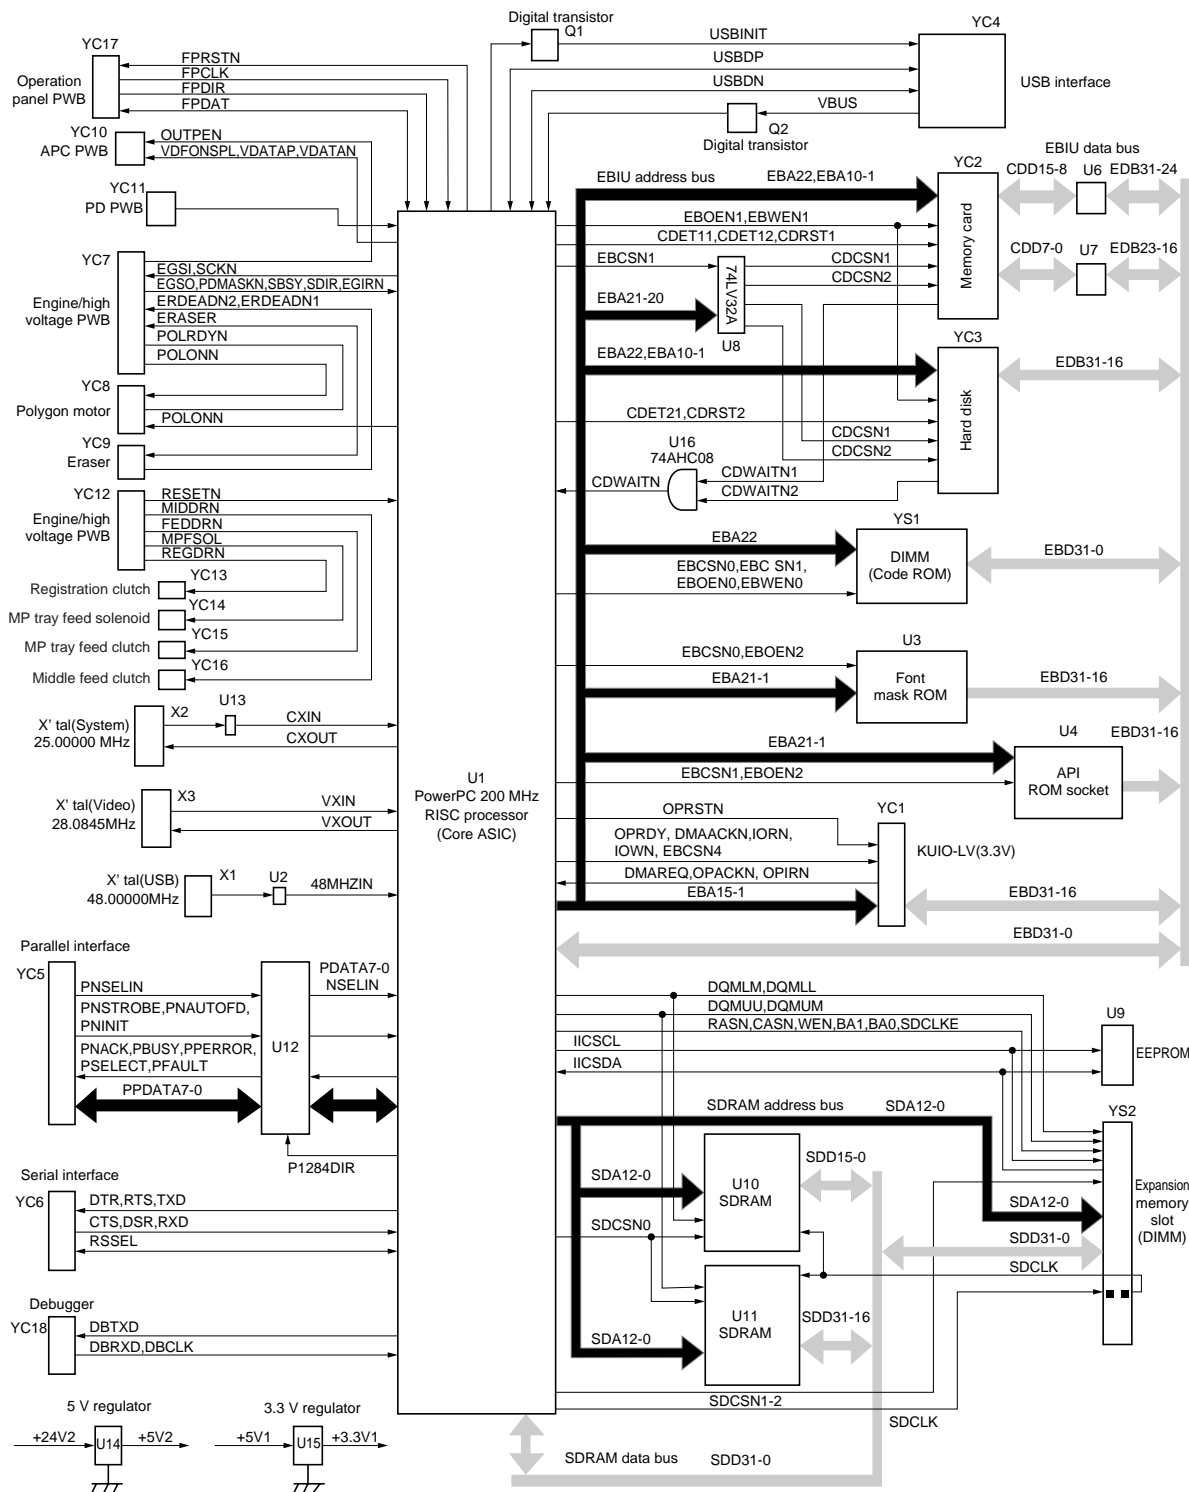 Digital transistor
Q1
YC4
YC17
USBINIT
FPRSTN
USBDP
FPCLK
Operation
panel PWB
FPDIR
USBDN
USB interface
FPDAT
VBUS
YC10
OUTPEN
Q2
APC PWB
VDFONSPL,VDATAP,VDATAN
Digital transistor
YC2
EBIU data bus
EBIU address bus
EBA22,EBA10-1
CDD15-8
U6
EDB31-24
YC11
PD PWB
EBOEN1,EBWEN1
CDET11,CDET12,CDRST1
Memory card
CDD7-0
U7
EDB23-16
YC7
EBCSN1
74LV32A
CDCSN1
EGSI,SCKN
CDCSN2
EGSO,PDMASKN,SBSY,SDIR,EGIRN
Engine/high
voltage PWB
ERDEADN2,ERDEADN1
EBA21-20
ERASER
U8
POLRDYN
YC3
POLONN
EBA22,EBA10-1
EDB31-16
YC8
Polygon motor
Hard disk
POLONN
CDET21,CDRST2
YC9
CDCSN1
Eraser
U16
74AHC08
CDCSN2
CDWAITN1
CDWAITN
CDWAITN2
YC12
RESETN
MIDDRN
Engine/high
voltage PWB
FEDDRN
MPFSOL
REGDRN
YS1
EBA22
DIMM
(Code ROM)
EBD31-0
EBCSN0,EBC SN1,
EBOEN0,EBWEN0
YC13
Registration clutch
YC14
MP tray feed solenoid
YC15
MP tray feed clutch
YC16
Middle feed clutch
U3
EBCSN0,EBOEN2
EBA21-1
Font
mask ROM
EBD31-16
X2
U13
X' tal(System)
25.00000 MHz
CXIN
CXOUT
U4
EBD31-16
EBA21-1
EBCSN1,EBOEN2
API
ROM socket
U1
PowerPC 200 MHz
RISC processor
(Core ASIC)
X3
X' tal(Video)
28.0845MHz
VXIN
VXOUT
OPRSTN
YC1
OPRDY, DMAACKN,IORN,
IOWN, EBCSN4
KUIO-LV(3.3V)
DMAREQ,OPACKN, OPIRN
EBA15-1
EBD31-16
X1
U2
X' tal(USB)
48.00000MHz
48MHZIN
EBD31-0
Parallel interface
YC5
PNSELIN
PDATA7-0
NSELIN
PNSTROBE,PNAUTOFD,
PNINIT
U12
PNACK,PBUSY,PPERROR,
PSELECT,PFAULT
PPDATA7-0
P1284DIR
DQMLM,DQMLL
DQMUU,DQMUM
RASN,CASN,WEN,BA1,BA0,SDCLKE
IICSCL
IICSDA
U9
EEPROM
SDRAM address bus
SDA12-0
YS2
Serial interface
YC6
DTR,RTS,TXD
CTS,DSR,RXD
RSSEL
SDD15-0
SDA12-0
U10
SDRAM
SDCSN0
SDA12-0
Expansion
memory
slot
(DIMM)
SDD31-0
SDCLK
Debugger
YC18
DBTXD
DBRXD,DBCLK
U11
SDRAM
SDD31-16
SDA12-0
SDCSN1-2
SDCLK
5 V regulator
3.3 V regulator
+24V2
U14
+5V2
+5V1
U15
+3.3V1
SDRAM data bus
SDD31-0